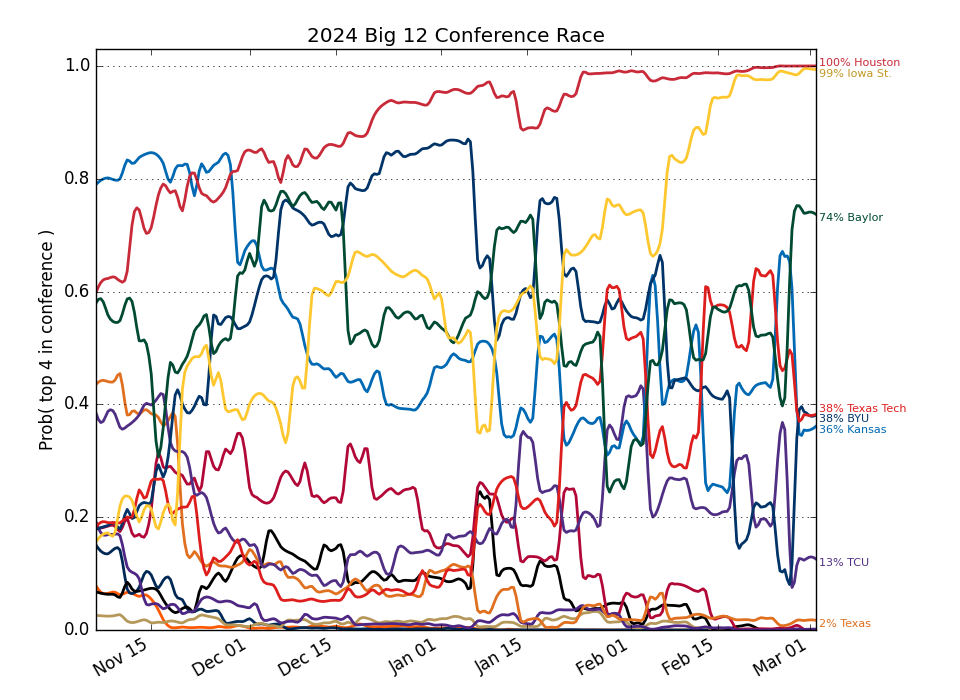 2024 Big 12 Conference Race
Prob( top 4 in conference )
1.0
0.8
0.6
0.4
0.2
0.0
Nov 15
Dec 01
Dec 15
Jan 01
Jan 15
Feb 01
Feb 15
Mar 01
100% Houston
99% Iowa St.
74% Baylor
38% Texas Tech
38% BYU
36% Kansas
13% TCU
2% Texas